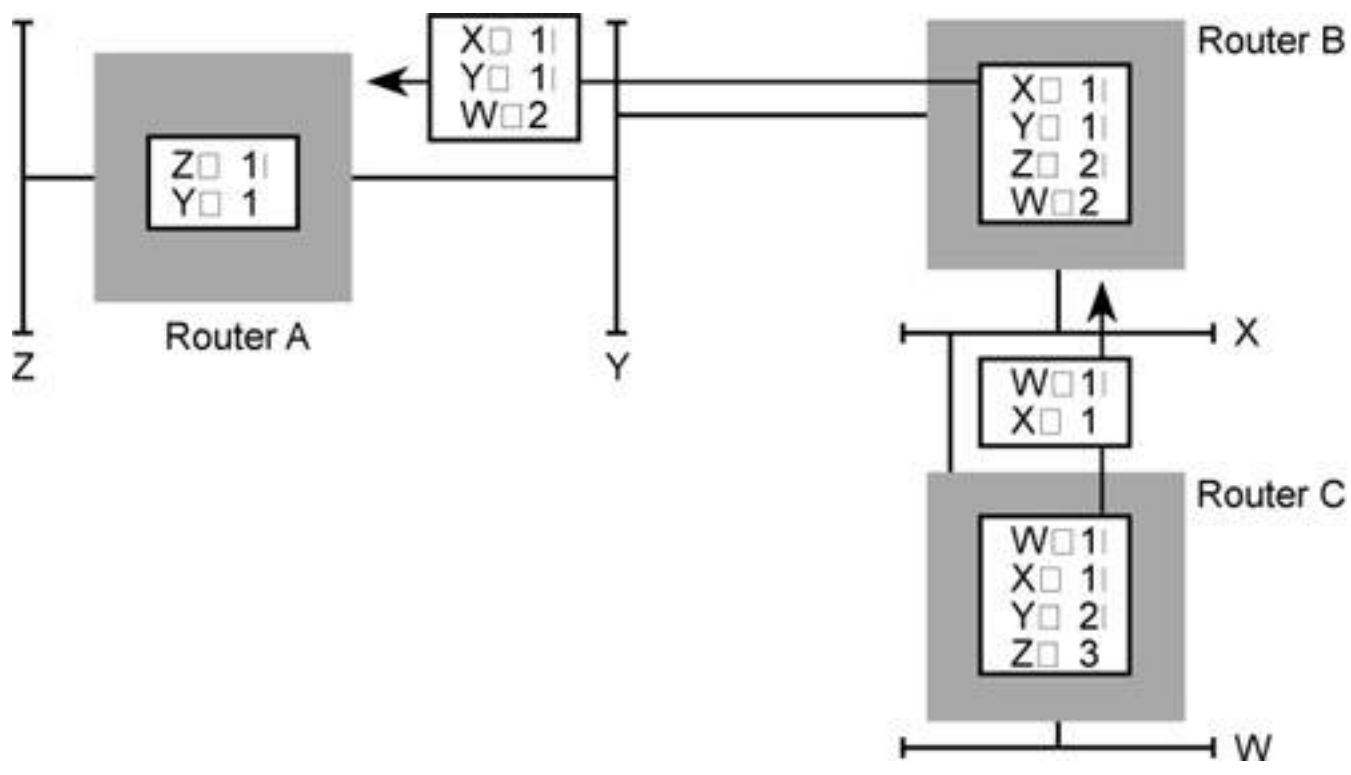 X□ 1
Y□ 1
W□ 2
Router B
X□ 1
Y□ 1
Z□ 2
W□ 2
Z□ 1
Y□ 1
Router A
Z
Y
X
W□ 1
X□ 1
Router C
W□ 1
X□ 1
Y□ 2
Z□ 3
W